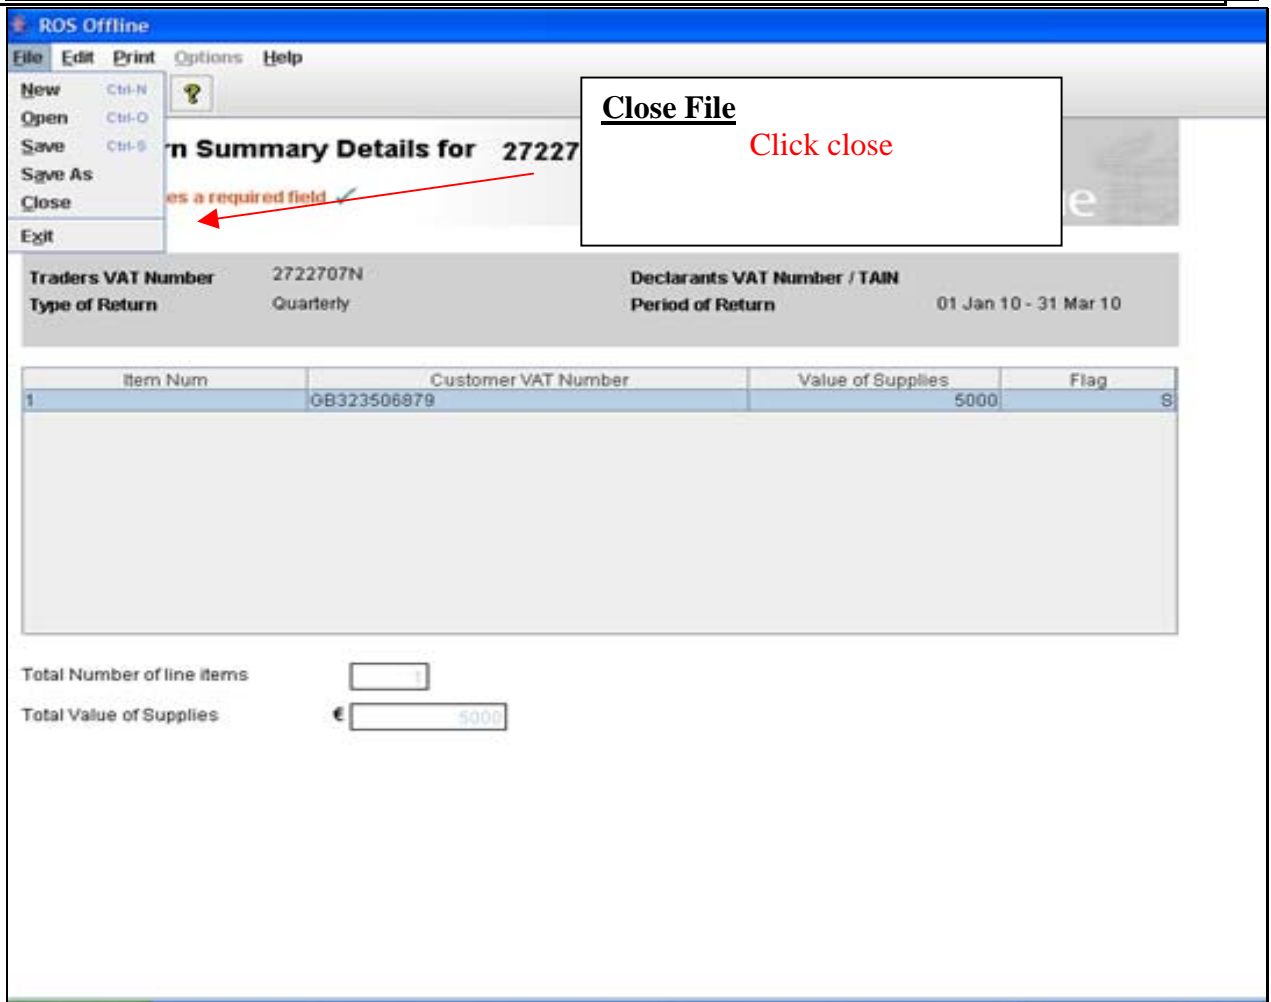 ROS Offline
File Edit Print Options Help
New Ctrl-N
Open Ctrl-O
Save Ctrl-S
Save As
Close
Exit
Close File
Click close
n Summary Details for 27227
es a required field
e
Traders VAT Number 2722707N Declarants VAT Number / TAIN
Type of Return Quarterly Period of Return 01 Jan 10 - 31 Mar 10
Item Num Customer VAT Number Value of Supplies Flag
1 GB323506879 5000 S
Total Number of line items 1
Total Value of Supplies € 5000